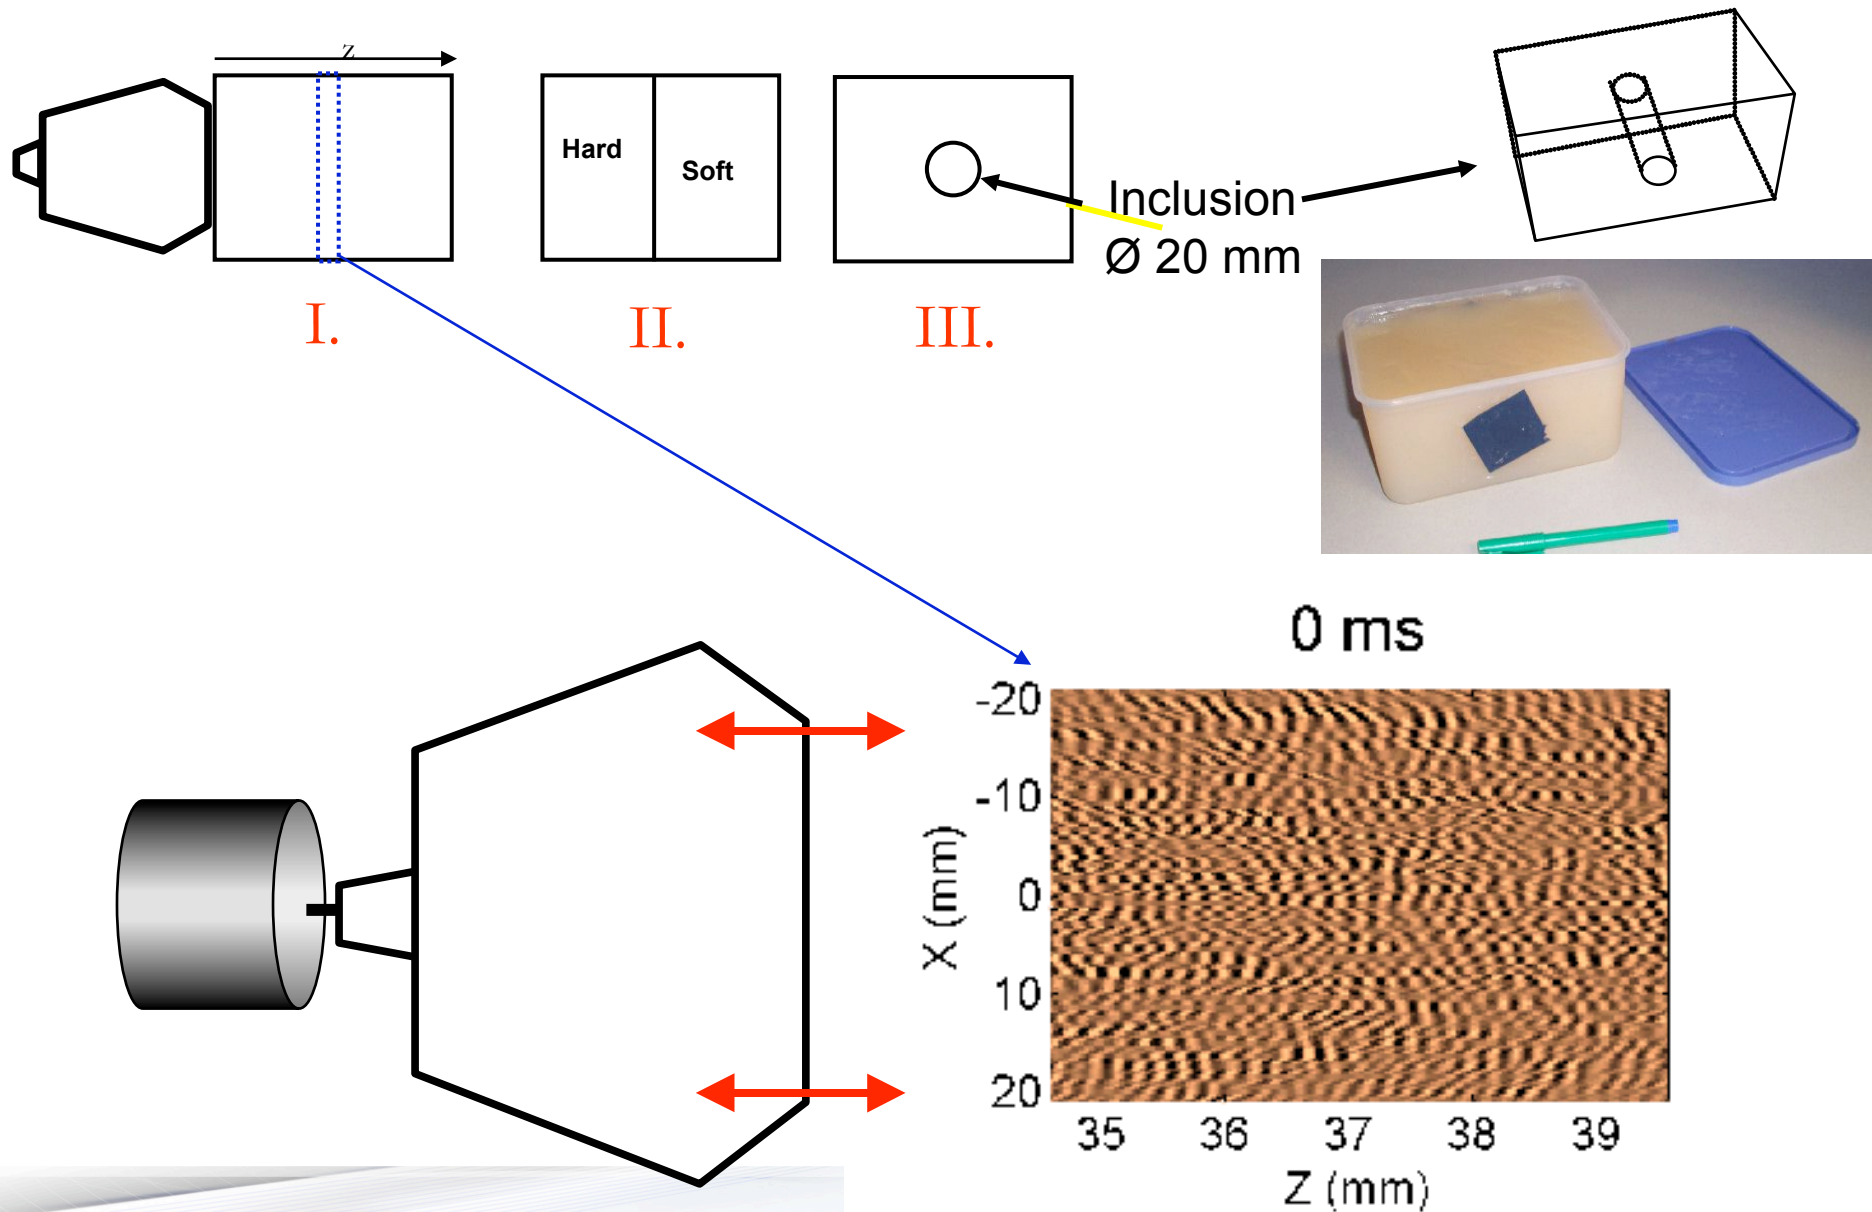 z
Hard
Soft
Inclusion
Ø 20 mm
I.
II.
III.
0 ms
-20
-10
0
10
20
X (mm)
35 36 37 38 39
Z (mm)